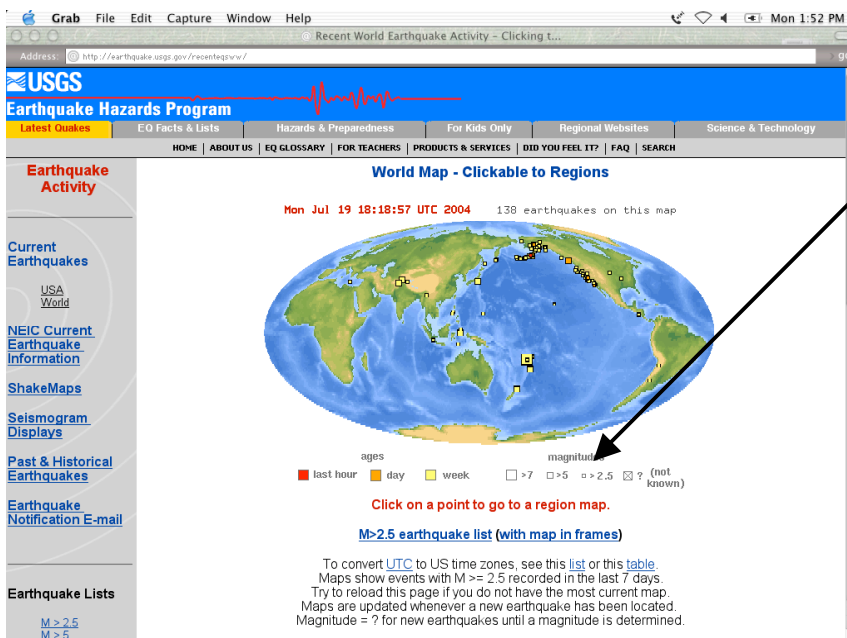 Grab File Edit Capture Window Help Mon 1:52 PM
Recent World Earthquake Activity – Clicking t...
Address: http://earthquake.usgs.gov/recenteqsww/
USGS
Earthquake Hazards Program
Latest Quakes EQ Facts & Lists Hazards & Preparedness For Kids Only Regional Websites Science & Technology
HOME | ABOUT US | EQ GLOSSARY | FOR TEACHERS | PRODUCTS & SERVICES | DID YOU FEEL IT? | FAQ | SEARCH
Earthquake
Activity
Current
Earthquakes
USA
World
NEIC Current
Earthquake
Information
ShakeMaps
Seismogram
Displays
Past & Historical
Earthquakes
Earthquake
Notification E-mail
Earthquake Lists
M > 2.5
M > 5
World Map - Clickable to Regions
Mon Jul 19 18:18:57 UTC 2004 138 earthquakes on this map
ages magnitudes
last hour day week >7 >5 >2.5 ? (not
known)
Click on a point to go to a region map.
M>2.5 earthquake list (with map in frames)
To convert UTC to US time zones, see this list or this table.
Maps show events with M >= 2.5 recorded in the last 7 days.
Try to reload this page if you do not have the most current map.
Maps are updated whenever a new earthquake has been located.
Magnitude = ? for new earthquakes until a magnitude is determined.